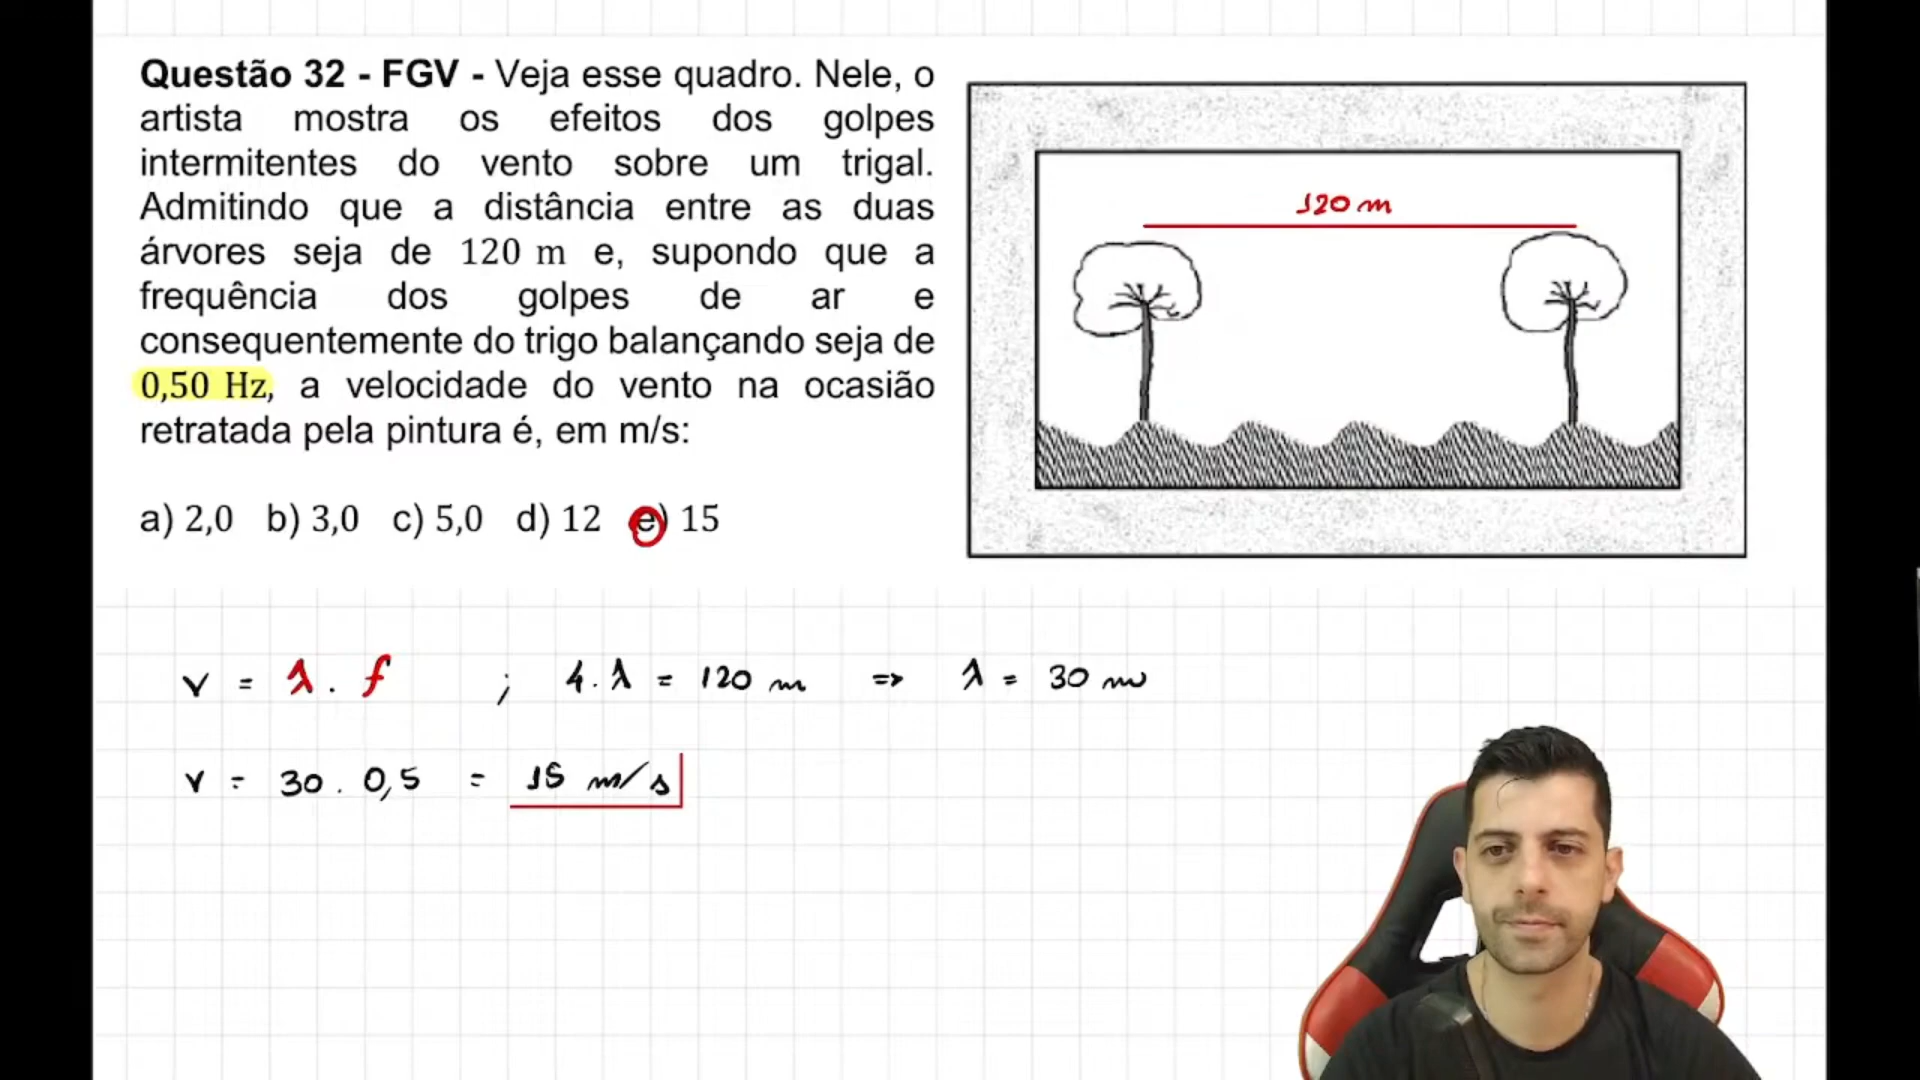 Questão 32 - FGV - Veja esse quadro. Nele, o
artista mostra os efeitos dos golpes
intermitentes do vento sobre um trigal.
Admitindo que a distância entre as duas
árvores seja de 120 m e, supondo que a
frequência dos golpes de ar e
consequentemente do trigo balançando seja de
0,50 Hz, a velocidade do vento na ocasião
retratada pela pintura é, em m/s:
a) 2,0 b) 3,0 c) 5,0 d) 12 e) 15
120 m
v = λ . f ; 4 . λ = 120 m => λ = 30 m
v = 30 . 0,5 = 15 m/s